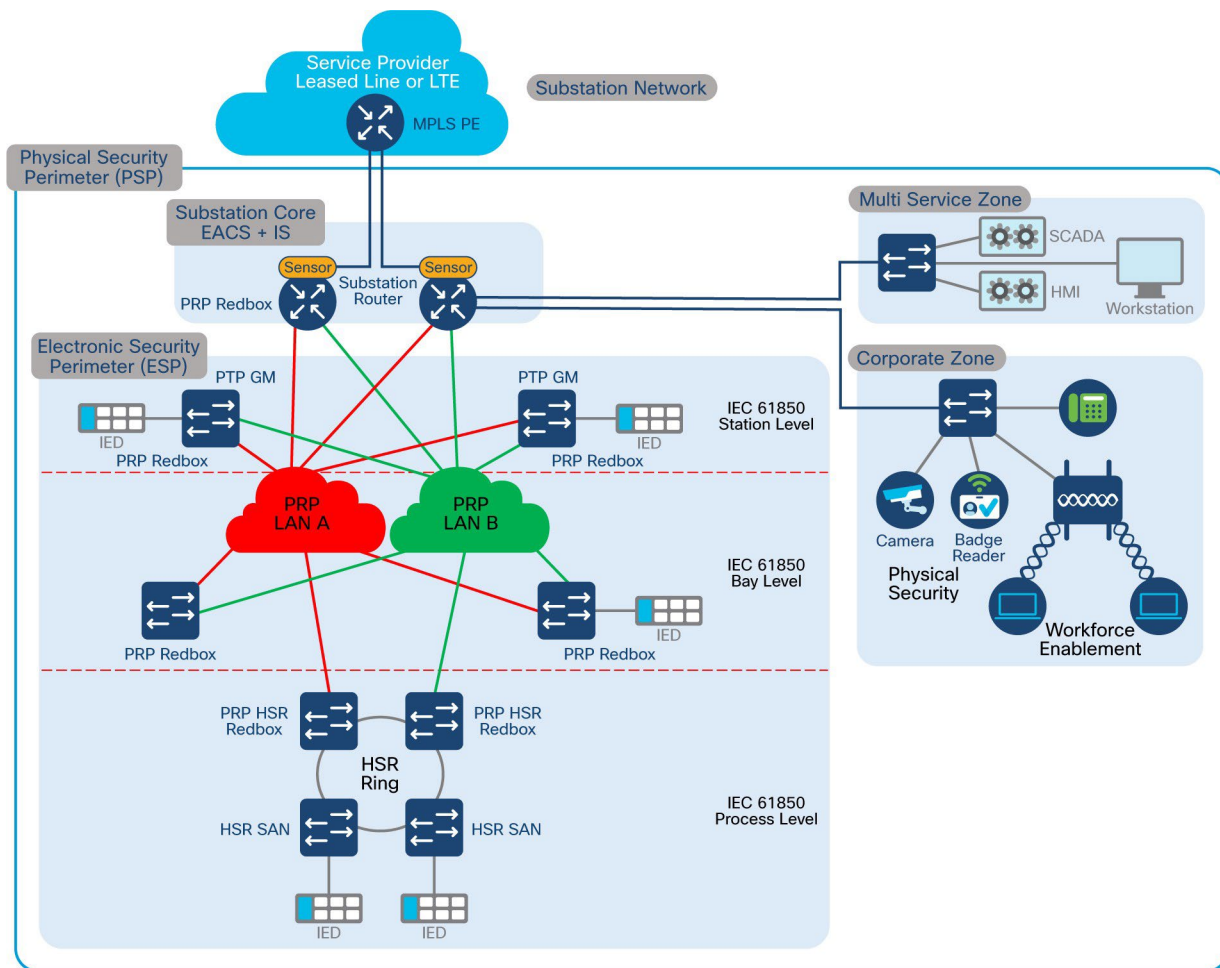 Service Provider
Leased Line or LTE
MPLS PE
Substation Network
Physical Security
Perimeter (PSP)
Substation Core
EACS + IS
Sensor
Sensor
Substation
Router
PRP Redbox
Multi Service Zone
SCADA
HMI
Workstation
Electronic Security
Perimeter (ESP)
PTP GM
PTP GM
IED
IED
PRP Redbox
PRP Redbox
IEC 61850
Station Level
Corporate Zone
Camera
Badge
Reader
Physical
Security
Workforce
Enablement
PRP
LAN A
PRP
LAN B
IEC 61850
Bay Level
PRP Redbox
PRP Redbox
IED
PRP HSR
Redbox
PRP HSR
Redbox
HSR
Ring
HSR SAN
HSR SAN
IEC 61850
Process Level
IED
IED